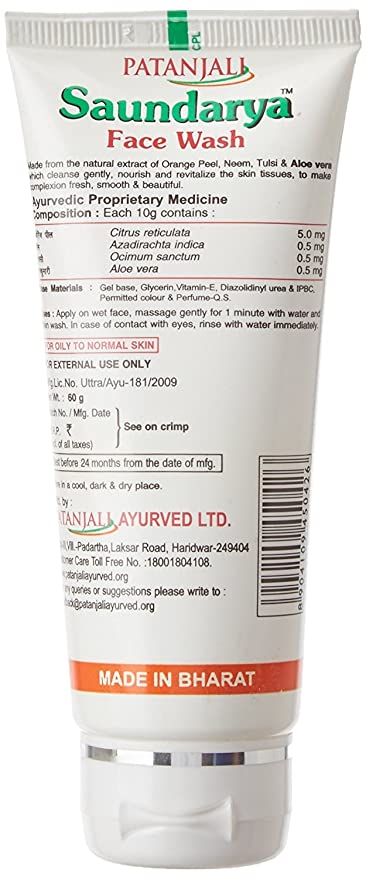 CPL
PATANJALI
Saundarya™
Face Wash
Made from the natural extract of Orange Peel, Neem, Tulsi & Aloe vera
which cleanse gently, nourish and revitalize the skin tissues, to make
complexion fresh, smooth & beautiful.
Ayurvedic Proprietary Medicine
Composition : Each 10g contains :
पील Citrus reticulata 5.0 mg
Azadirachta indica 0.5 mg
Ocimum sanctum 0.5 mg
Aloe vera 0.5 mg
Materials : Gel base, Glycerin,Vitamin-E, Diazolidinyl urea & IPBC,
Permitted colour & Perfume-Q.S.
: Apply on wet face, massage gently for 1 minute with water and
wash. In case of contact with eyes, rinse with water immediately.
FOR OILY TO NORMAL SKIN
FOR EXTERNAL USE ONLY
Lic.No. Uttra/Ayu-181/2009
Wt. : 60 g
No. / Mfg. Date
₹
of all taxes)
See on crimp
before 24 months from the date of mfg.
in a cool, dark & dry place.
by :
PATANJALI AYURVED LTD.
Vill.-Padartha,Laksar Road, Haridwar-249404
Care Toll Free No. :18001804108.
patanjaliayurved.org
any queries or suggestions please write to :
@patanjaliayurved.org
8 904109 450426
MADE IN BHARAT